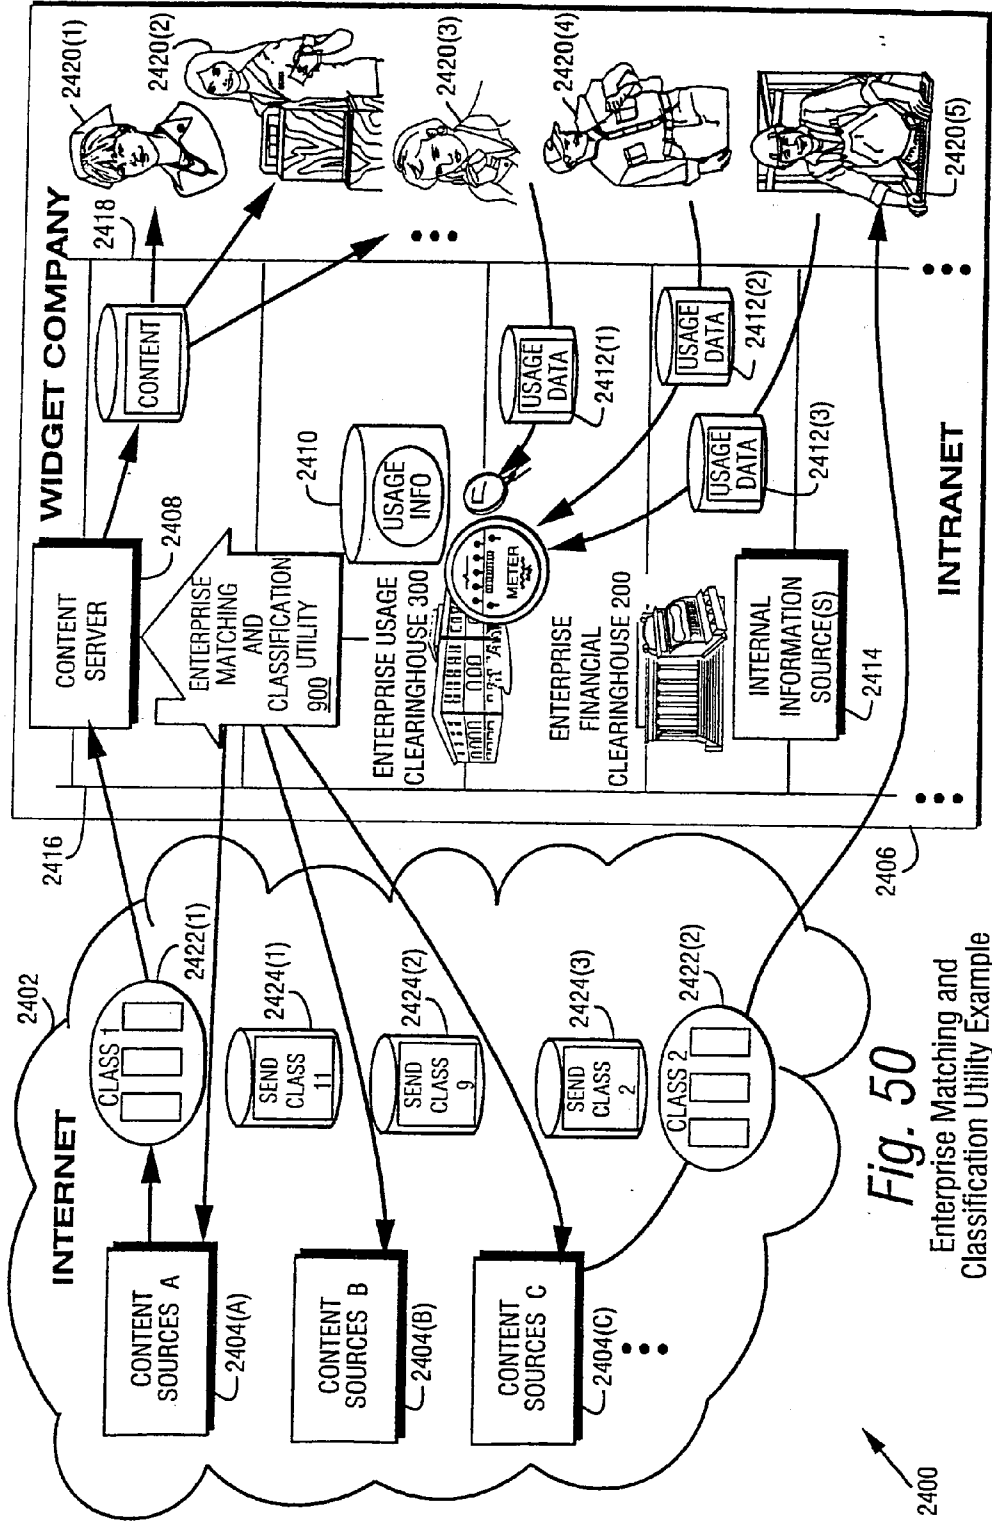 INTERNET
2402
CONTENT
SOURCES A
2404(A)
CONTENT
SOURCES B
2404(B)
CONTENT
SOURCES C
2404(C)
CLASS 1
2422(1)
SEND
CLASS
11
2424(1)
SEND
CLASS
9
2424(2)
SEND
CLASS
2
2424(3)
CLASS 2
2422(2)
WIDGET COMPANY
2416
CONTENT
SERVER
2408
ENTERPRISE
MATCHING
AND
CLASSIFICATION
UTILITY
900
CONTENT
2418
2410
USAGE
INFO
ENTERPRISE USAGE
CLEARINGHOUSE 300
METER
ENTERPRISE
FINANCIAL
CLEARINGHOUSE 200
INTERNAL
INFORMATION
SOURCE(S)
2414
USAGE
DATA
2412(1)
USAGE
DATA
2412(2)
USAGE
DATA
2412(3)
2420(1)
2420(2)
2420(3)
2420(4)
2420(5)
INTRANET
2406
2400
Fig. 50
Enterprise Matching and
Classification Utility Example